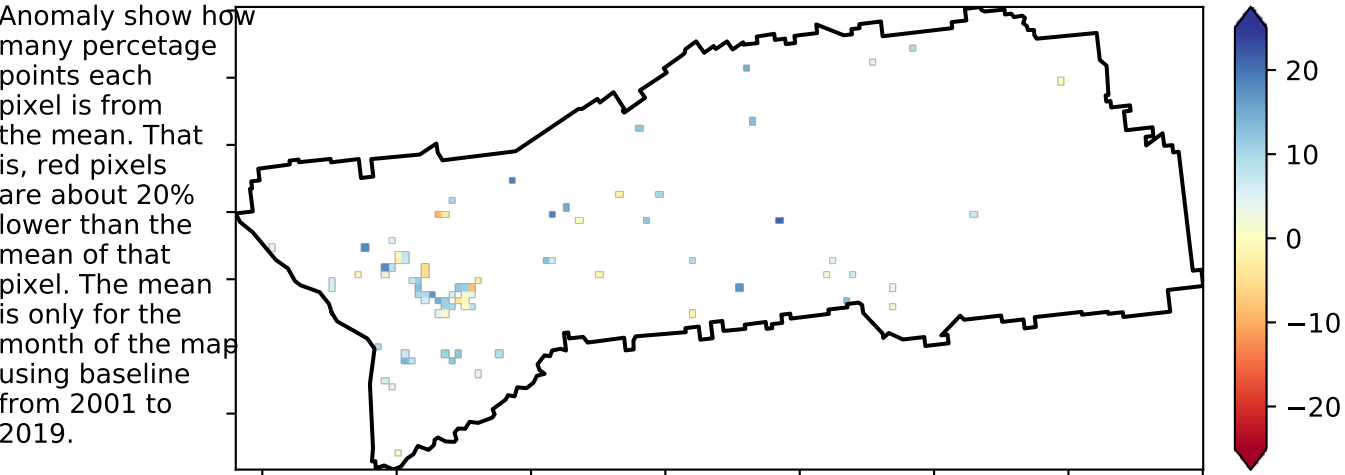 Anomaly show how
many percetage
points each
pixel is from
the mean. That
is, red pixels
are about 20%
lower than the
mean of that
pixel. The mean
is only for the
month of the map
using baseline
from 2001 to
2019.
20
10
0
−10
−20